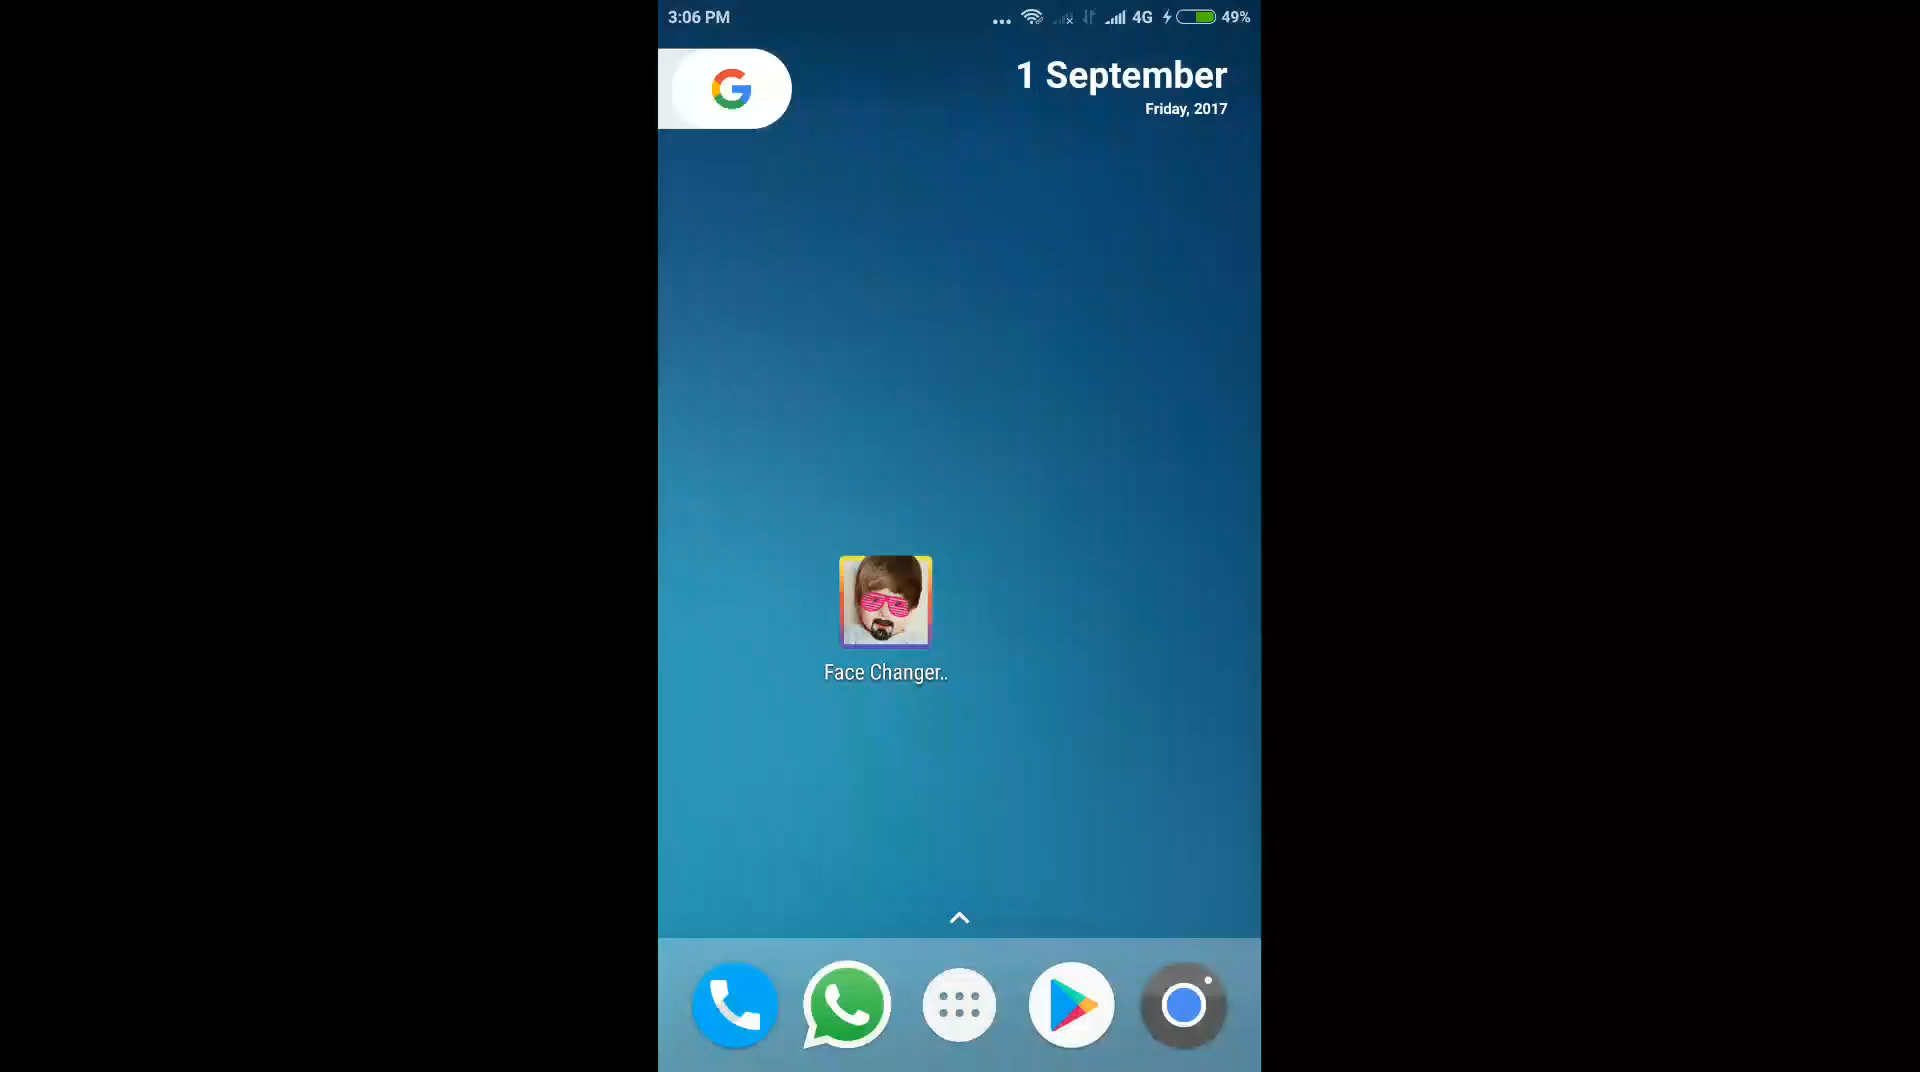 3:06 PM
4G
49%
1 September
Friday, 2017
Face Changer..